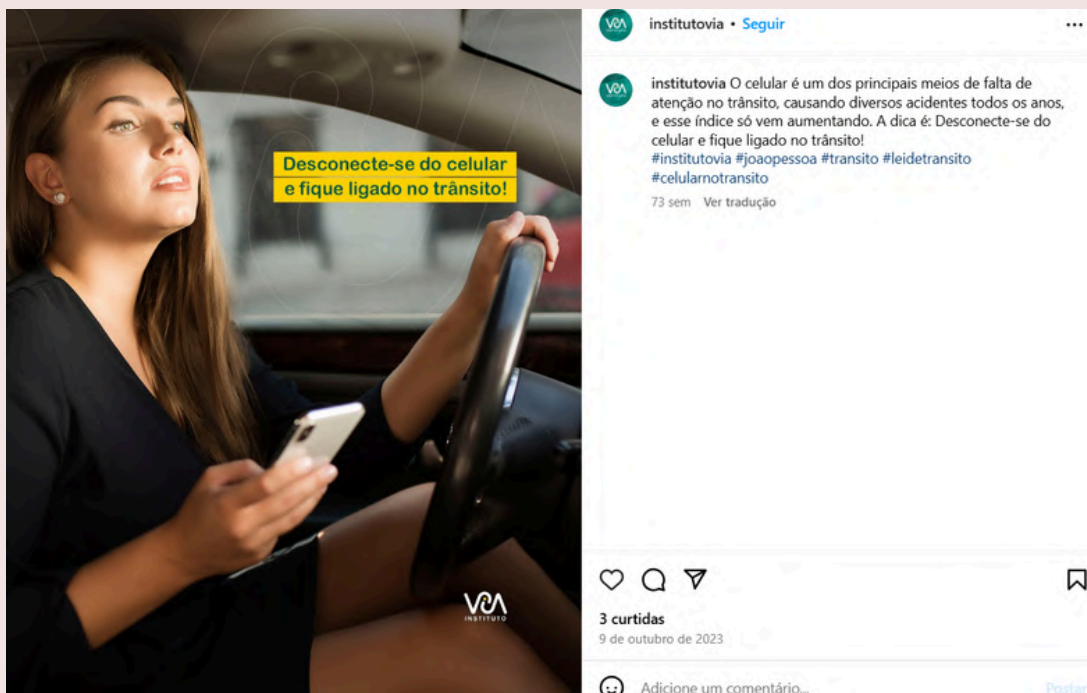 Desconecte-se do celular
e fique ligado no trânsito!
VIA
INSTITUTO
VIA
institutovia • Seguir
VIA
institutovia O celular é um dos principais meios de falta de
atenção no trânsito, causando diversos acidentes todos os anos,
e esse índice só vem aumentando. A dica é: Desconecte-se do
celular e fique ligado no trânsito!
#institutovia #joaopessoa #transito #leidetransito
#celularnotransito
73 sem Ver tradução
3 curtidas
9 de outubro de 2023
Adicione um comentário...
Postar